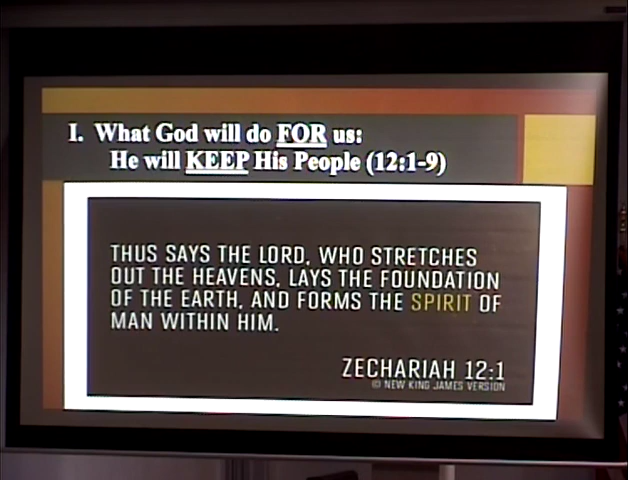 I. What God will do FOR us:
He will KEEP His People (12:1-9)
THUS SAYS THE LORD, WHO STRETCHES
OUT THE HEAVENS, LAYS THE FOUNDATION
OF THE EARTH, AND FORMS THE SPIRIT OF
MAN WITHIN HIM.
ZECHARIAH 12:1
© NEW KING JAMES VERSION